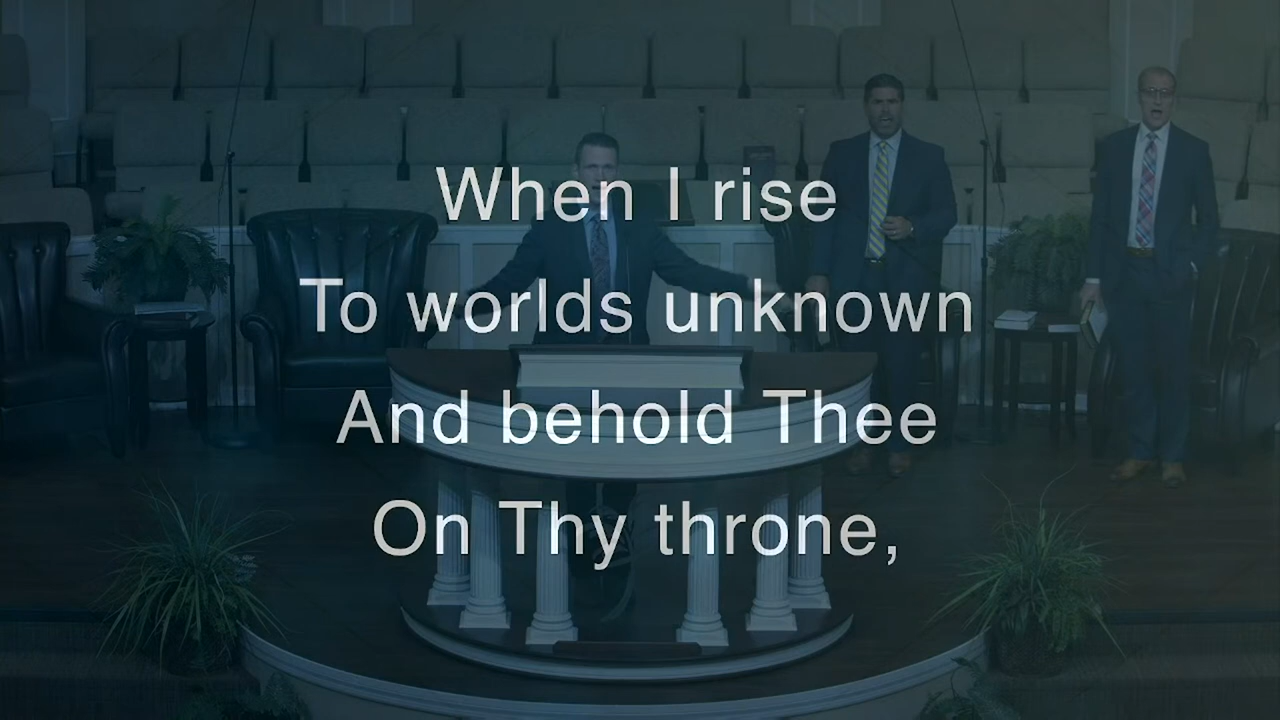 When I rise
To worlds unknown
And behold Thee
On Thy throne,